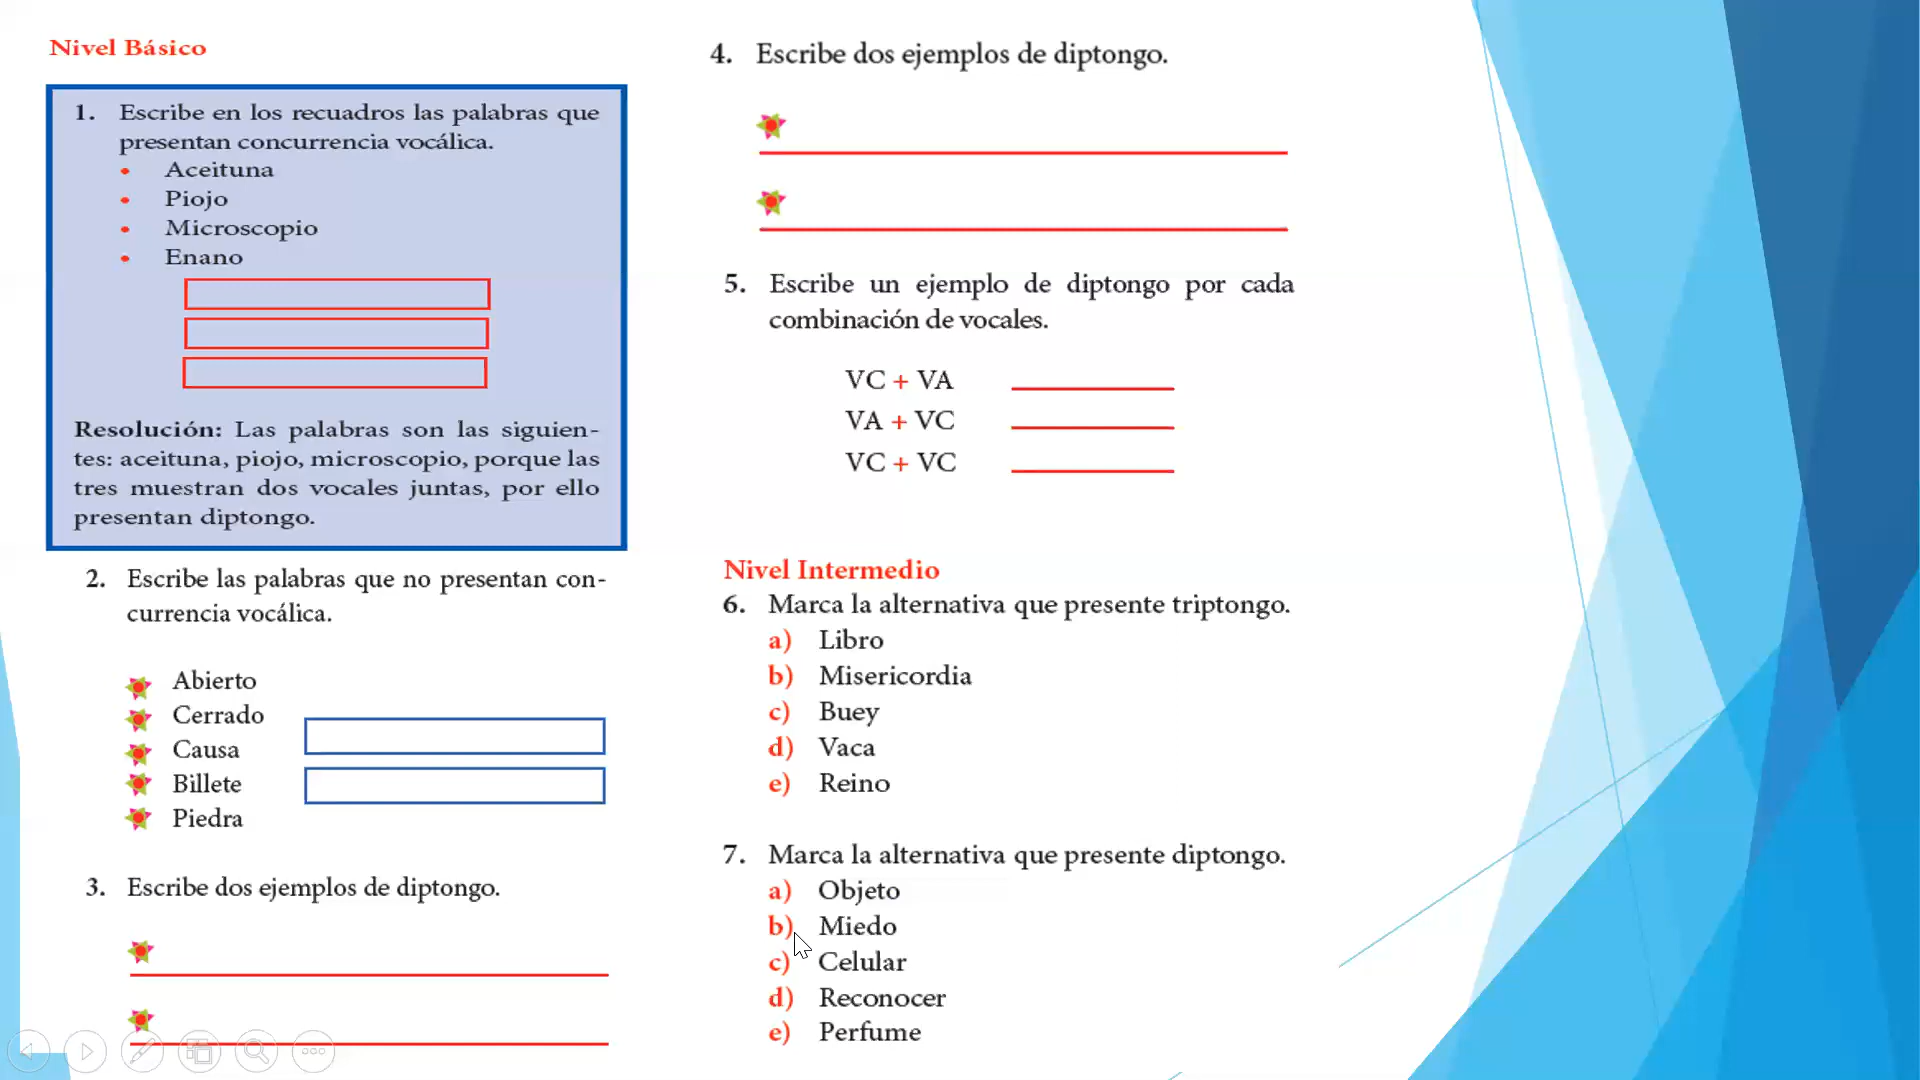 Nivel Básico
1. Escribe en los recuadros las palabras que
presentan concurrencia vocálica.
• Aceituna
• Piojo
• Microscopio
• Enano
Resolución: Las palabras son las siguien-
tes: aceituna, piojo, microscopio, porque las
tres muestran dos vocales juntas, por ello
presentan diptongo.
2. Escribe las palabras que no presentan con-
currencia vocálica.
Abierto
Cerrado
Causa
Billete
Piedra
3. Escribe dos ejemplos de diptongo.
4. Escribe dos ejemplos de diptongo.
5. Escribe un ejemplo de diptongo por cada
combinación de vocales.
VC + VA
VA + VC
VC + VC
Nivel Intermedio
6. Marca la alternativa que presente triptongo.
a) Libro
b) Misericordia
c) Buey
d) Vaca
e) Reino
7. Marca la alternativa que presente diptongo.
a) Objeto
b) Miedo
c) Celular
d) Reconocer
e) Perfume